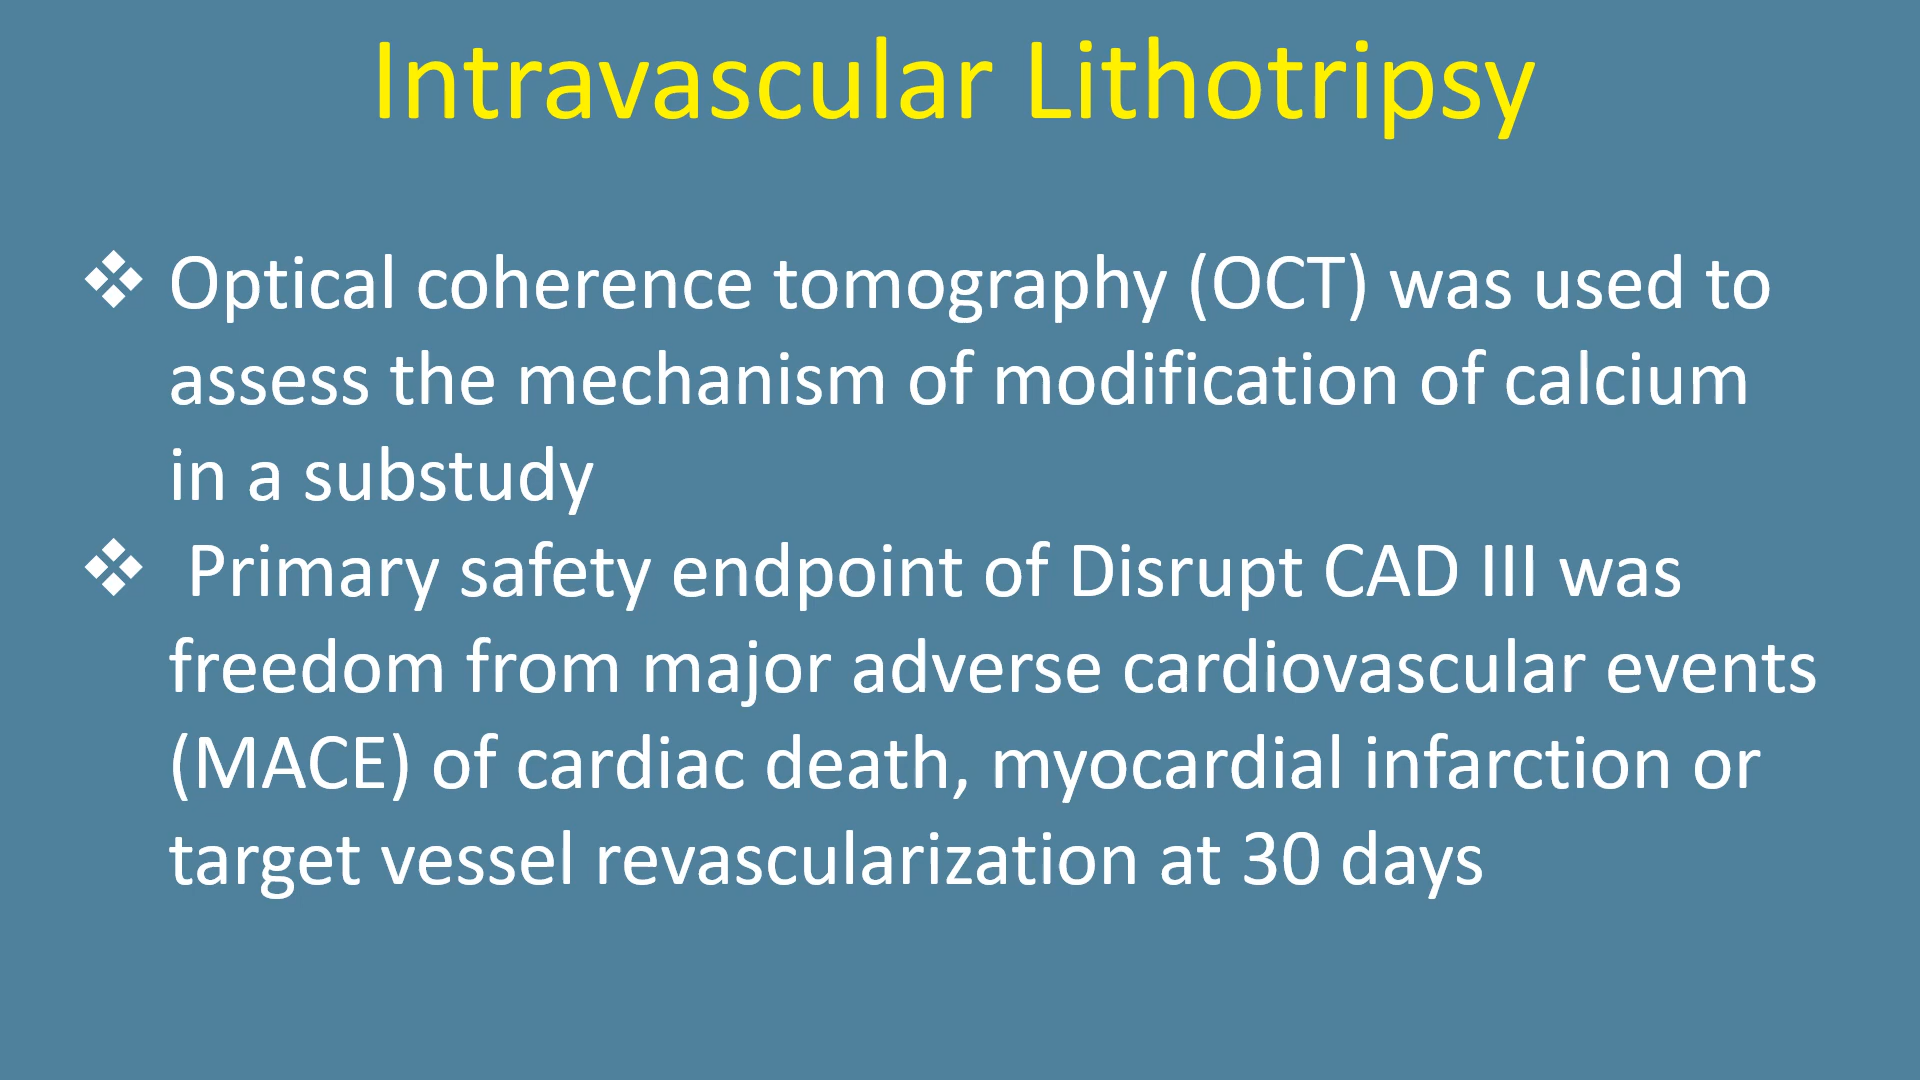 Intravascular Lithotripsy
❖ Optical coherence tomography (OCT) was used to
assess the mechanism of modification of calcium
in a substudy
❖ Primary safety endpoint of Disrupt CAD III was
freedom from major adverse cardiovascular events
(MACE) of cardiac death, myocardial infarction or
target vessel revascularization at 30 days